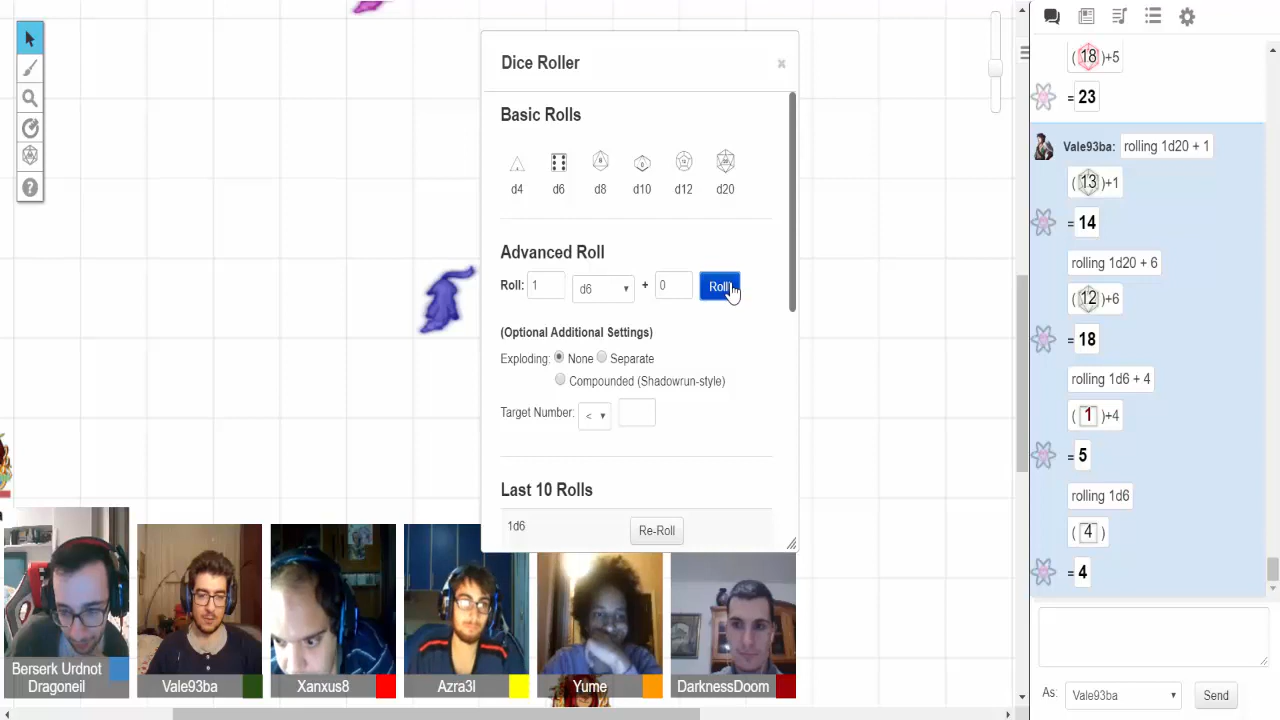 Dice Roller
×
Basic Rolls
d4 d6 d8 d10 d12 d20
Advanced Roll
Roll: 1 d6 + 0 Roll
(Optional Additional Settings)
Exploding: None Separate
Compounded (Shadowrun-style)
Target Number: <
Last 10 Rolls
1d6 Re-Roll
Berserk Urdnot
Dragoneil
Vale93ba
Xanxus8
Azra3l
Yume
DarknessDoom
(18)+5
=23
Vale93ba: rolling 1d20 + 1
(13)+1
=14
rolling 1d20 + 6
(12)+6
=18
rolling 1d6 + 4
(1)+4
=5
rolling 1d6
(4)
=4
As: Vale93ba Send